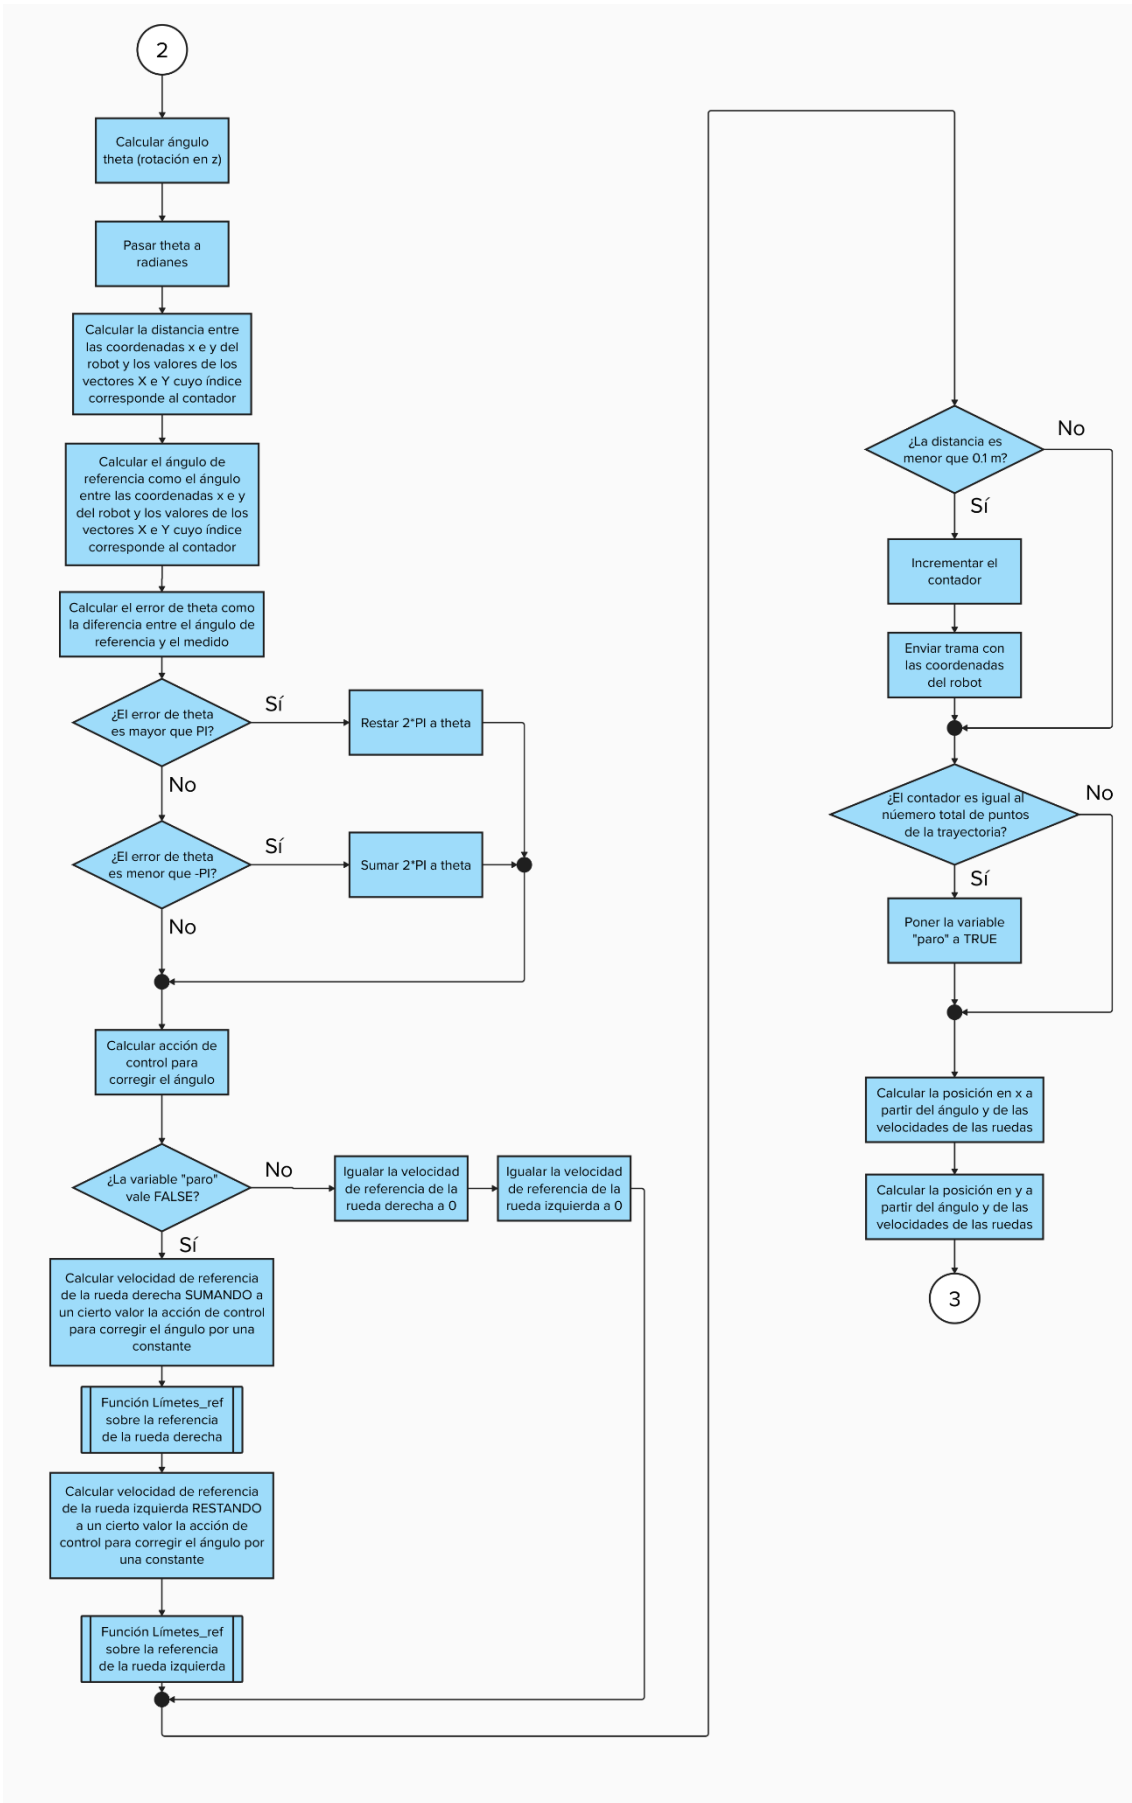 2
Calcular ángulo
theta (rotación en z)
Pasar theta a
radianes
Calcular la distancia entre
las coordenadas x e y del
robot y los valores de los
vectores X e Y cuyo índice
corresponde al contador
Calcular el ángulo de
referencia como el ángulo
entre las coordenadas x e y
del robot y los valores de los
vectores X e Y cuyo índice
corresponde al contador
Calcular el error de theta como
la diferencia entre el ángulo de
referencia y el medido
¿El error de theta
es mayor que PI?
Sí
Restar 2*PI a theta
No
¿El error de theta
es menor que -PI?
Sí
Sumar 2*PI a theta
No
Calcular acción de
control para
corregir el ángulo
¿La variable "paro"
vale FALSE?
No
Igualar la velocidad
de referencia de la
rueda derecha a 0
Igualar la velocidad
de referencia de la
rueda izquierda a 0
Sí
Calcular velocidad de referencia
de la rueda derecha SUMANDO a
un cierto valor la acción de control
para corregir el ángulo por una
constante
Función Límetes_ref
sobre la referencia
de la rueda derecha
Calcular velocidad de referencia
de la rueda izquierda RESTANDO
a un cierto valor la acción de
control para corregir el ángulo por
una constante
Función Límetes_ref
sobre la referencia
de la rueda izquierda
¿La distancia es
menor que 0.1 m?
No
Sí
Incrementar el
contador
Enviar trama con
las coordenadas
del robot
¿El contador es igual al
núemero total de puntos
de la trayectoria?
No
Sí
Poner la variable
"paro" a TRUE
Calcular la posición en x a
partir del ángulo y de las
velocidades de las ruedas
Calcular la posición en y a
partir del ángulo y de las
velocidades de las ruedas
3